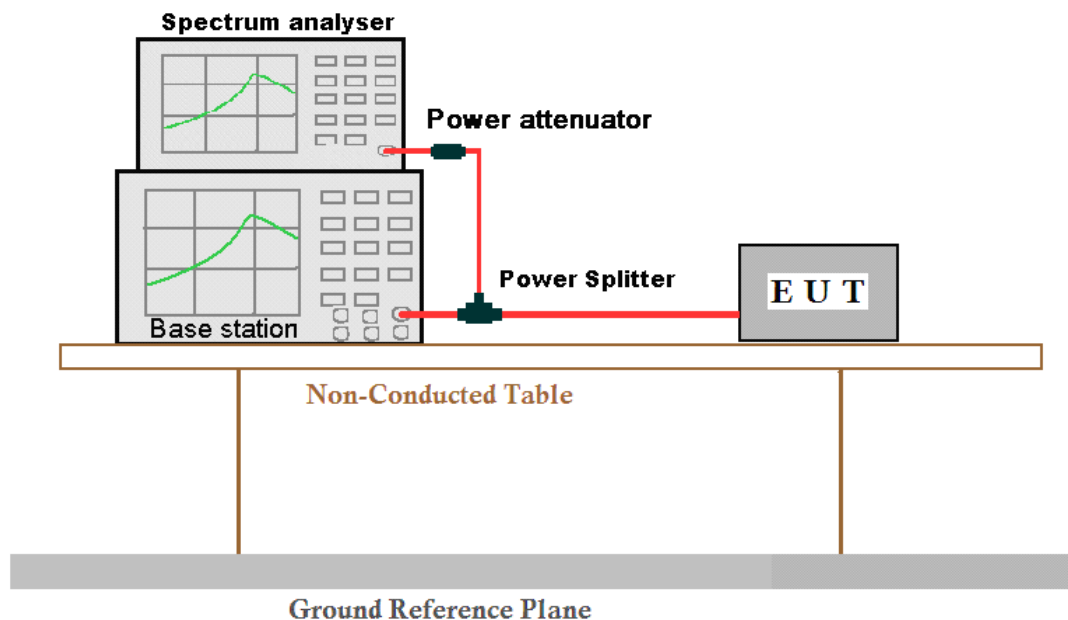 Spectrum analyser
Power attenuator
Power Splitter
E U T
Base station
Non-Conducted Table
Ground Reference Plane